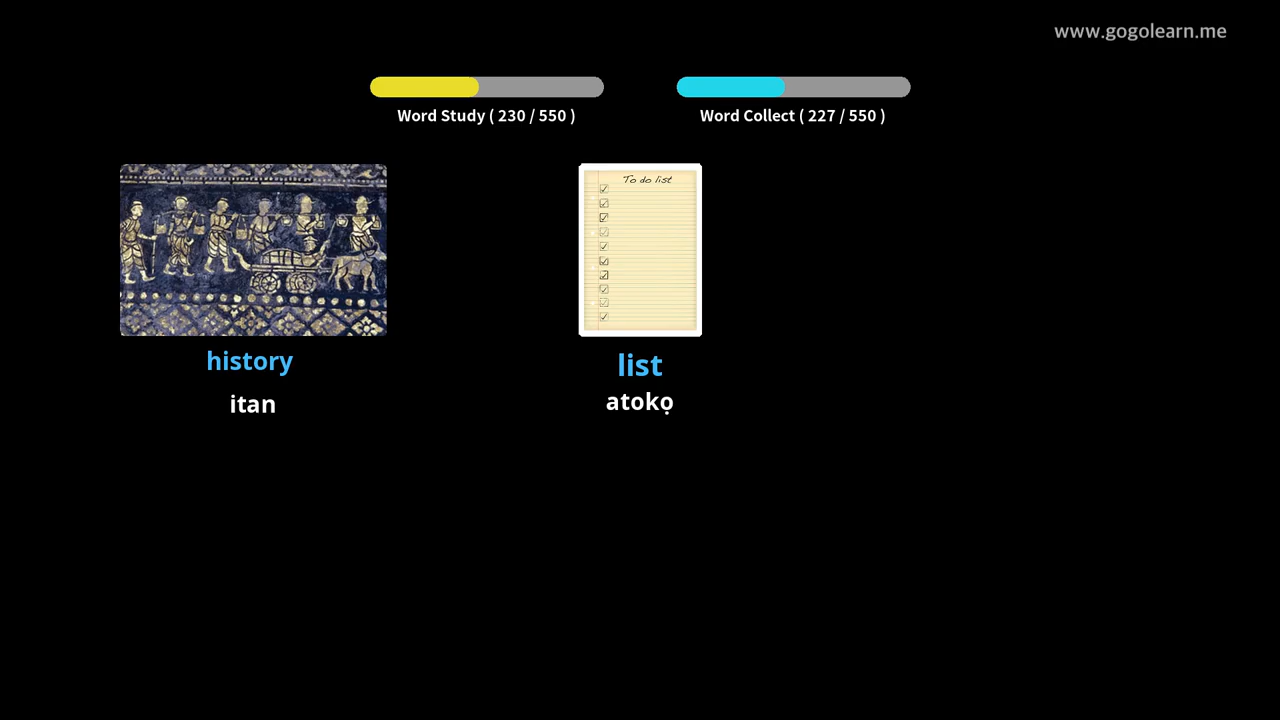 www.gogolearn.me
Word Study ( 230 / 550 )
Word Collect ( 227 / 550 )
To do list
history
list
itan
atokọ